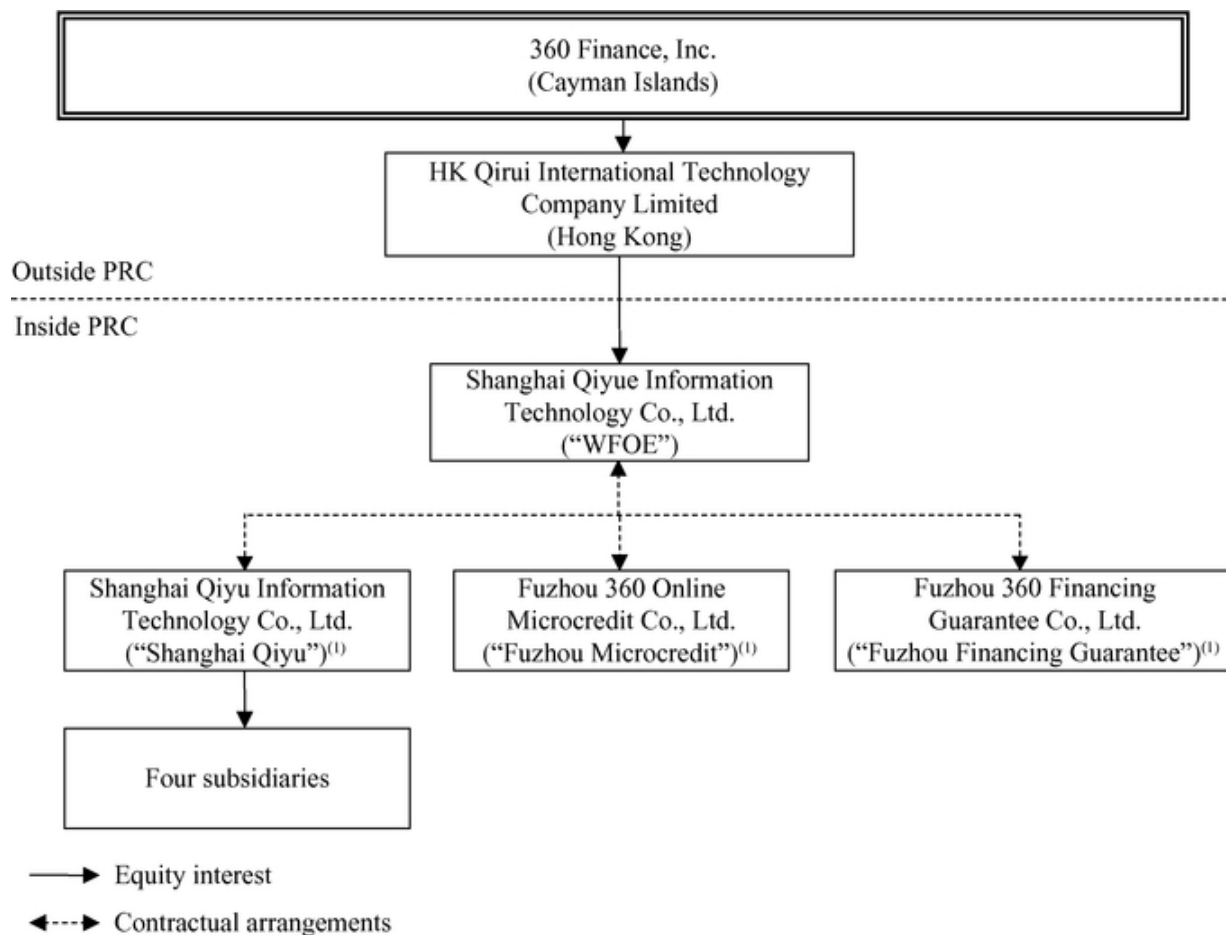 360 Finance, Inc.
(Cayman Islands)
HK Qirui International Technology
Company Limited
(Hong Kong)
Outside PRC
Inside PRC
Shanghai Qiyue Information
Technology Co., Ltd.
(“WFOE”)
Shanghai Qiyu Information
Technology Co., Ltd.
(“Shanghai Qiyu”)(1)
Fuzhou 360 Online
Microcredit Co., Ltd.
(“Fuzhou Microcredit”)(1)
Fuzhou 360 Financing
Guarantee Co., Ltd.
(“Fuzhou Financing Guarantee”)(1)
Four subsidiaries
Equity interest
Contractual arrangements